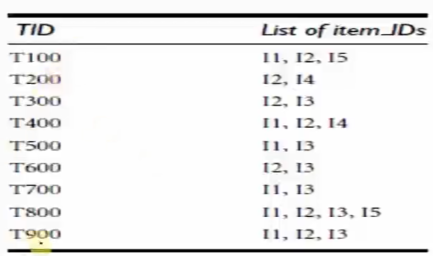 TID List of item_IDs
T100 I1, I2, I5
T200 I2, I4
T300 I2, I3
T400 I1, I2, I4
T500 I1, I3
T600 I2, I3
T700 I1, I3
T800 I1, I2, I3, I5
T900 I1, I2, I3